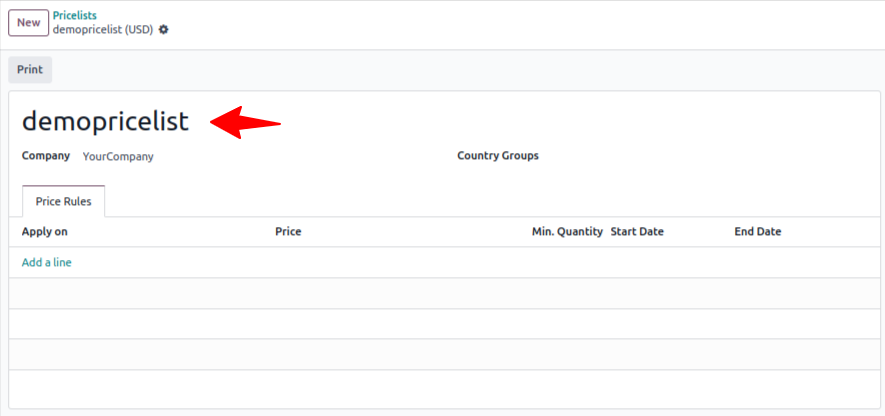 New
Pricelists
demopricelist (USD)
Print
demopricelist
Company YourCompany Country Groups
Price Rules
Apply on Price Min. Quantity Start Date End Date
Add a line